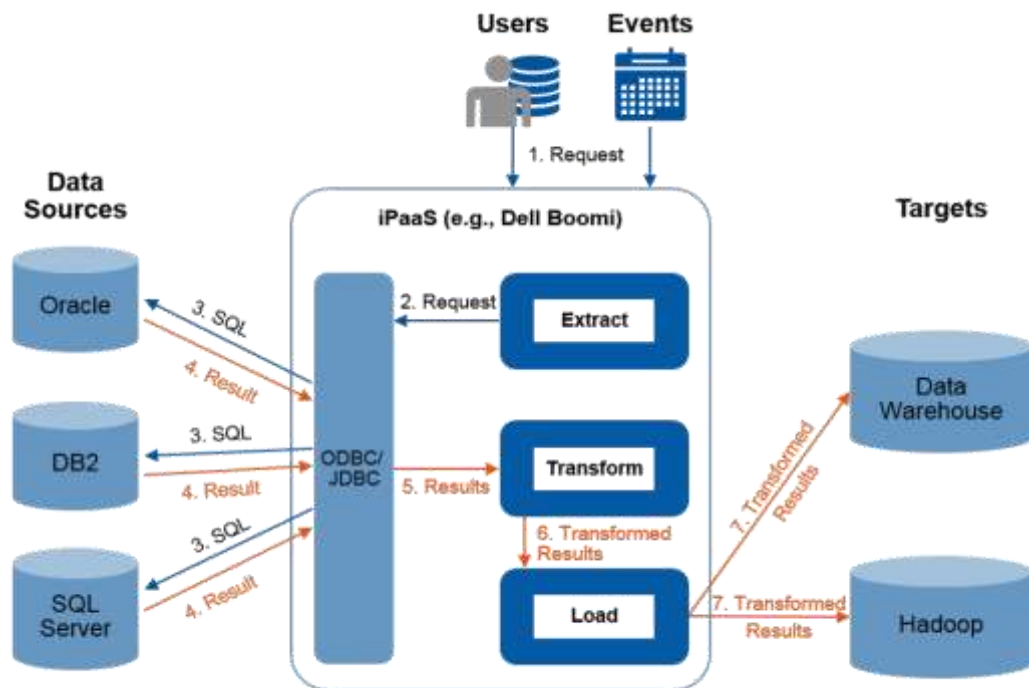 Users
Events
1. Request
Data
Sources
iPaaS (e.g., Dell Boomi)
Targets
Oracle
3. SQL
4. Result
2. Request
Extract
Data
Warehouse
DB2
3. SQL
4. Result
ODBC/
JDBC
5. Results
Transform
7. Transformed
Results
6. Transformed
Results
SQL
Server
3. SQL
4. Result
Load
7. Transformed
Results
Hadoop